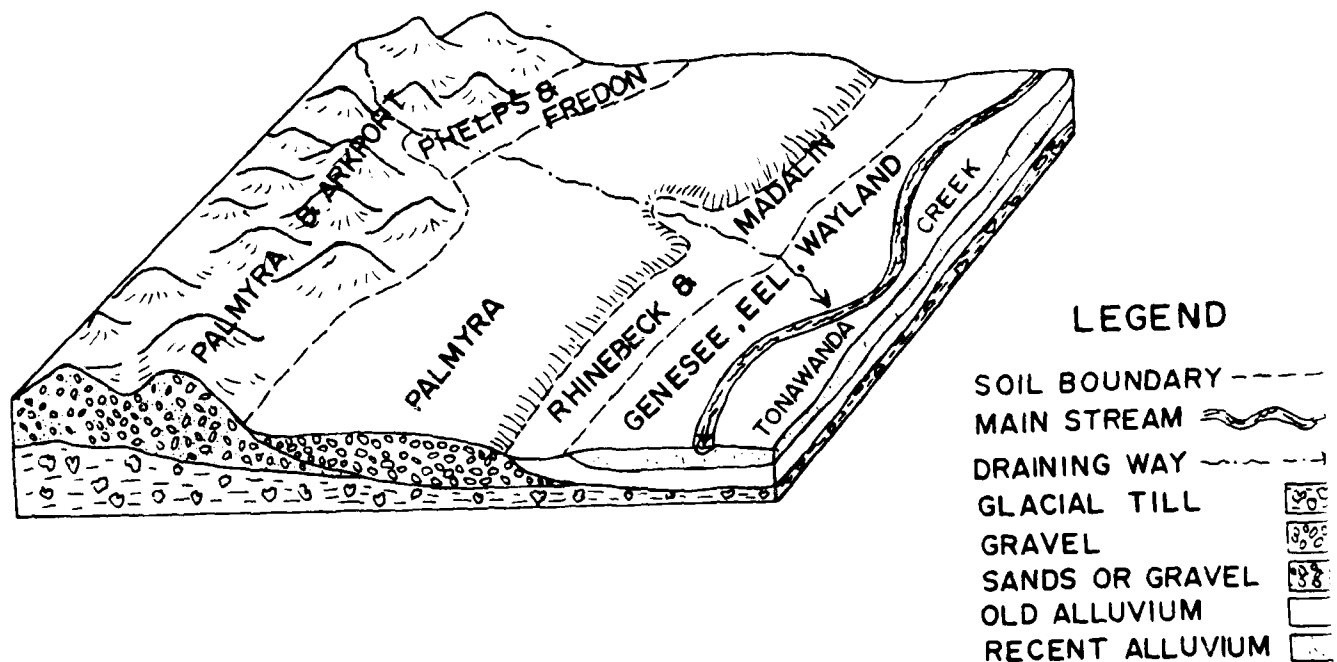 PHELPS &
FREDON
PALMYRA & ARKPORT
PALMYRA
RHINEBECK & MADALIN
GENESEE, EEL, WAYLAND
TONAWANDA CREEK
LEGEND
SOIL BOUNDARY
MAIN STREAM
DRAINING WAY
GLACIAL TILL
GRAVEL
SANDS OR GRAVEL
OLD ALLUVIUM
RECENT ALLUVIUM